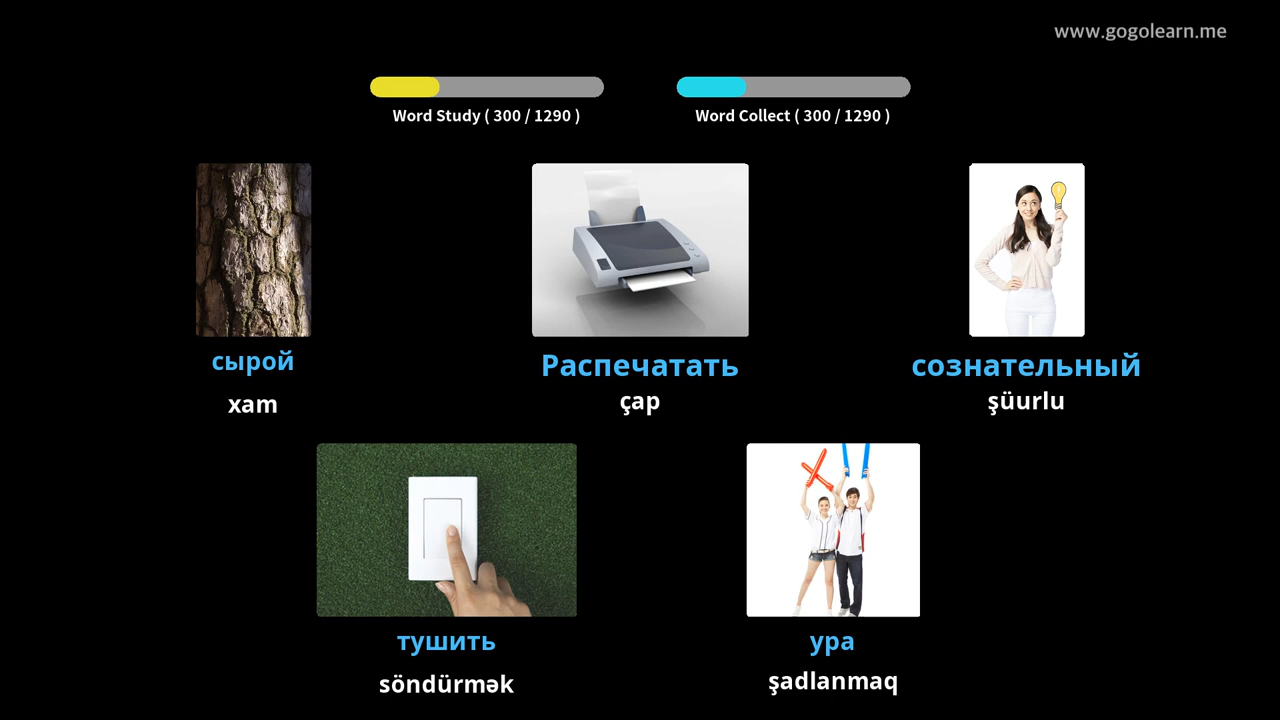 www.gogolearn.me
Word Study ( 300 / 1290 )
Word Collect ( 300 / 1290 )
сырой
xam
Распечатать
çap
сознательный
şüurlu
тушить
söndürmək
ура
şadlanmaq